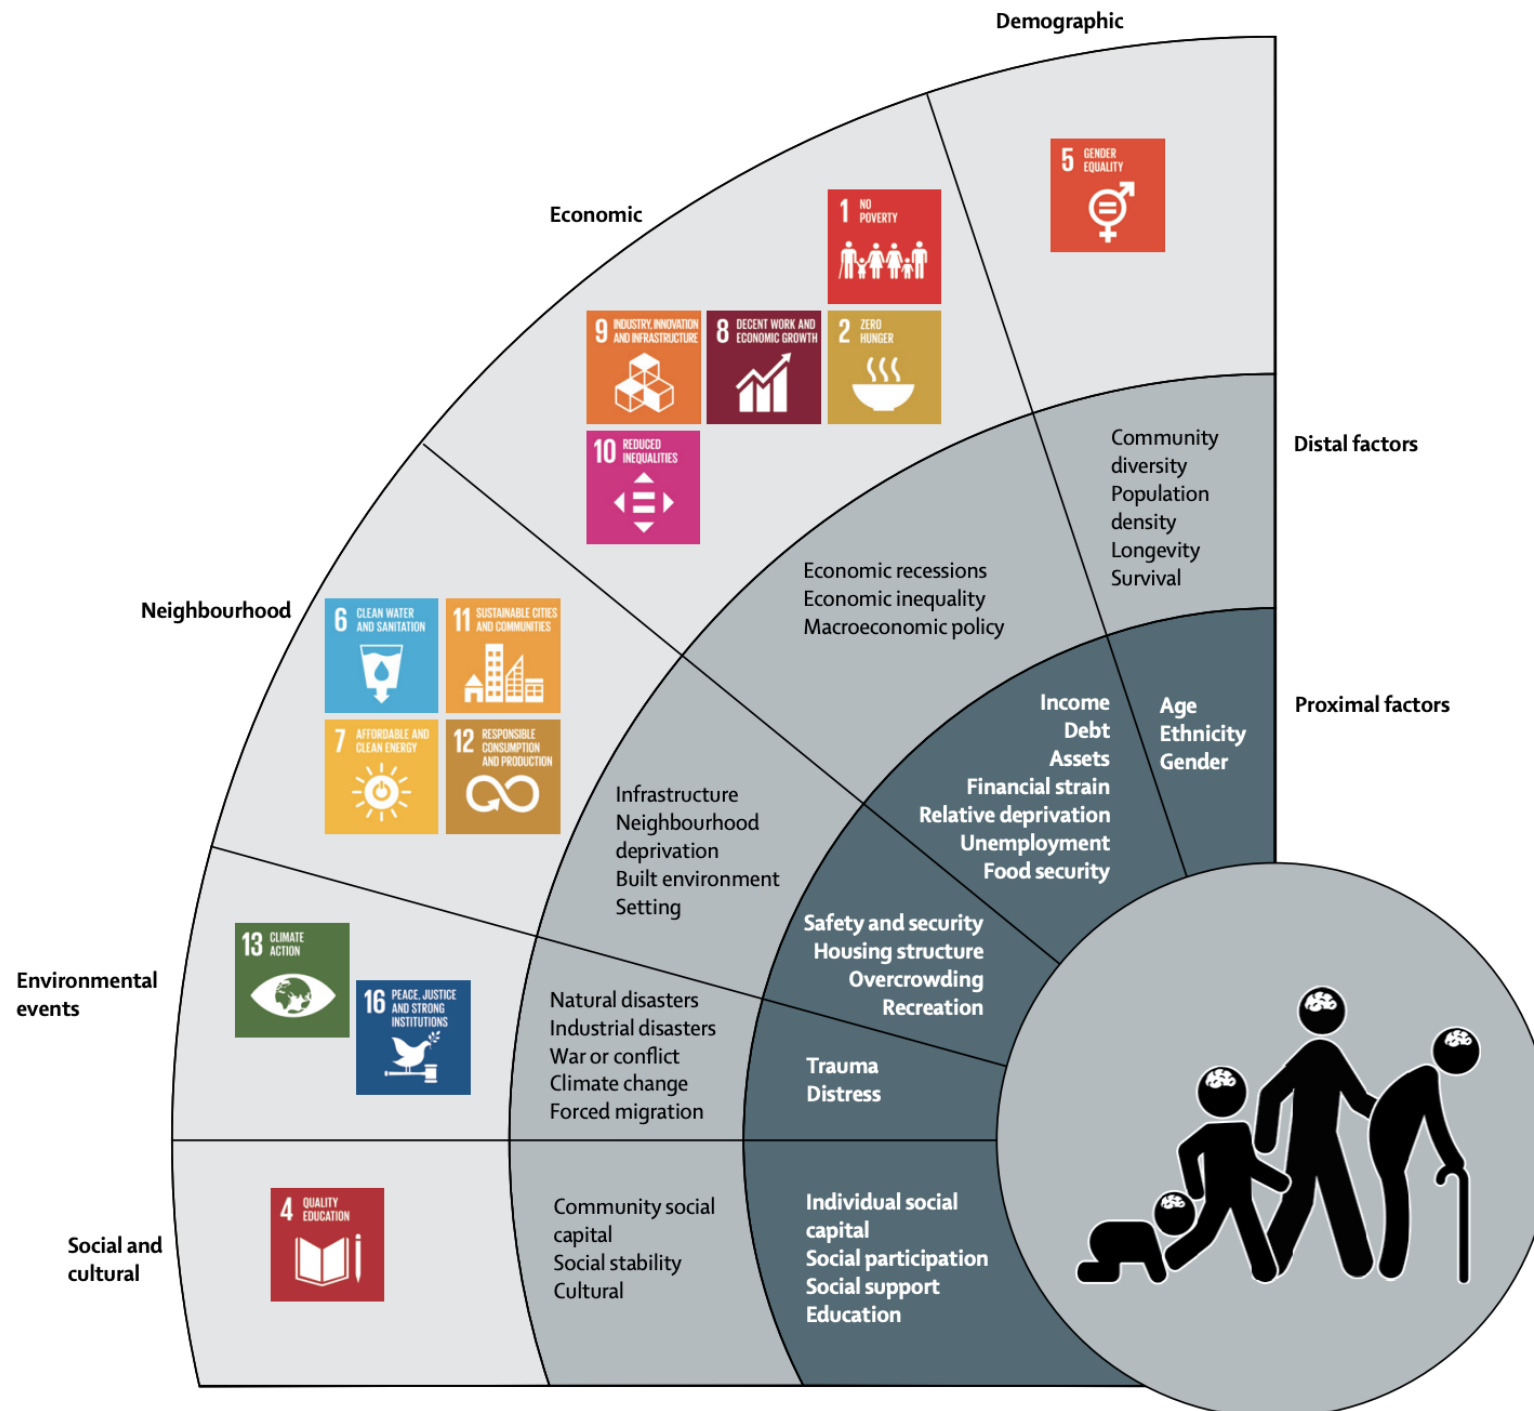 Demographic
5 GENDER
EQUALITY
Economic
1 NO
POVERTY
9 INDUSTRY, INNOVATION
AND INFRASTRUCTURE
8 DECENT WORK AND
ECONOMIC GROWTH
2 ZERO
HUNGER
10 REDUCED
INEQUALITIES
Distal factors
Community
diversity
Population
density
Longevity
Survival
Economic recessions
Economic inequality
Macroeconomic policy
Neighbourhood
6 CLEAN WATER
AND SANITATION
11 SUSTAINABLE CITIES
AND COMMUNITIES
7 AFFORDABLE AND
CLEAN ENERGY
12 RESPONSIBLE
CONSUMPTION
AND PRODUCTION
Proximal factors
Age
Ethnicity
Gender
Income
Debt
Assets
Financial strain
Relative deprivation
Unemployment
Food security
Infrastructure
Neighbourhood
deprivation
Built environment
Setting
Safety and security
Housing structure
Overcrowding
Recreation
Environmental
events
13 CLIMATE
ACTION
16 PEACE, JUSTICE
AND STRONG
INSTITUTIONS
Natural disasters
Industrial disasters
War or conflict
Climate change
Forced migration
Trauma
Distress
Social and
cultural
4 QUALITY
EDUCATION
Community social
capital
Social stability
Cultural
Individual social
capital
Social participation
Social support
Education